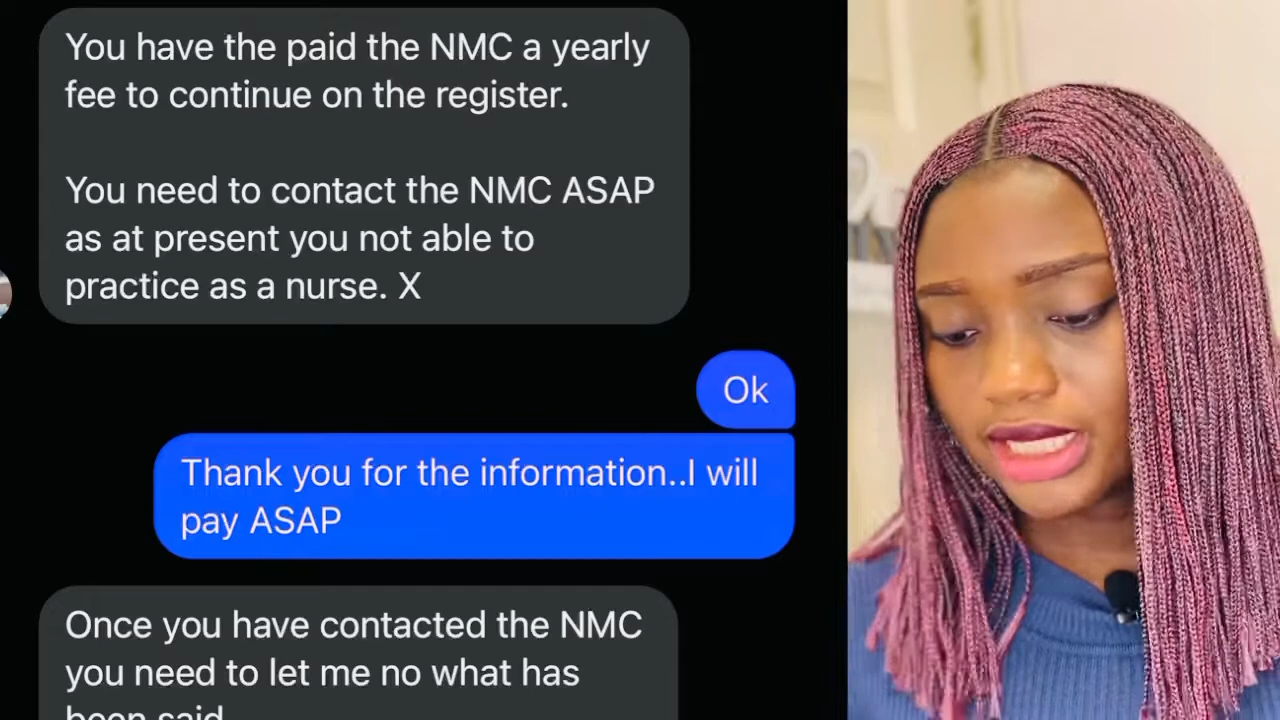 You have the paid the NMC a yearly
fee to continue on the register.
You need to contact the NMC ASAP
as at present you not able to
practice as a nurse. X
Ok
Thank you for the information..I will
pay ASAP
Once you have contacted the NMC
you need to let me no what has
been said